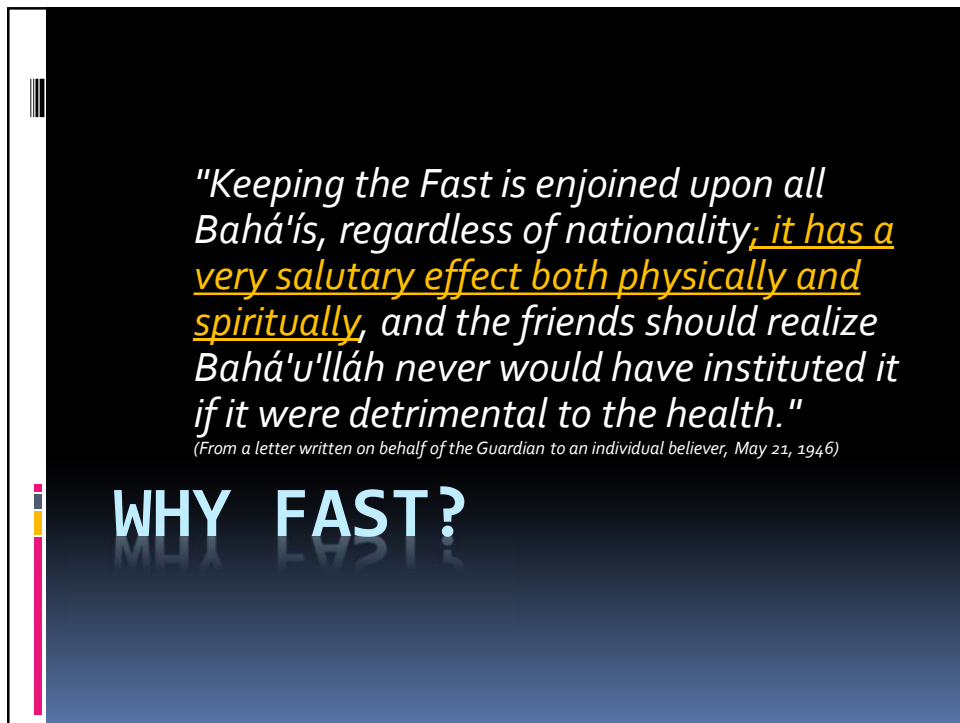 "Keeping the Fast is enjoined upon all
Bahá'ís, regardless of nationality; it has a
very salutary effect both physically and
spiritually, and the friends should realize
Bahá'u'lláh never would have instituted it
if it were detrimental to the health."
(From a letter written on behalf of the Guardian to an individual believer, May 21, 1946)
WHY FAST?